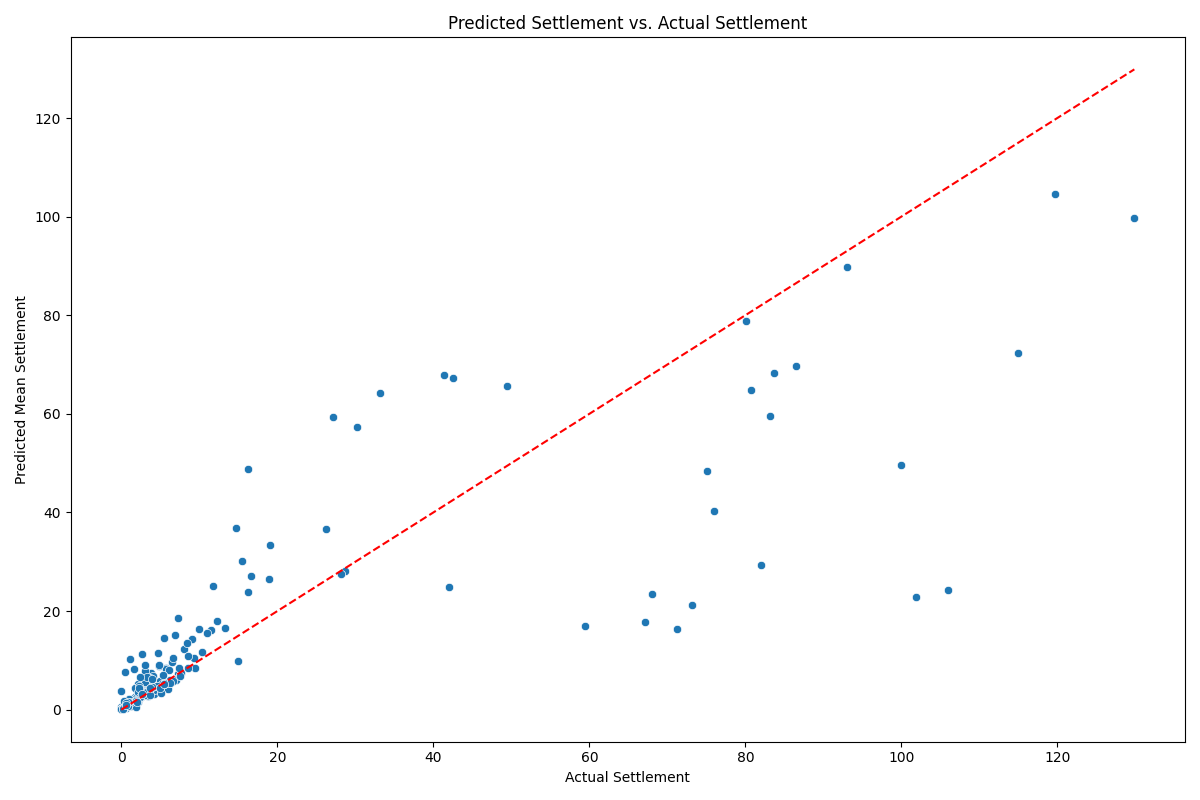 Predicted Settlement vs. Actual Settlement
Predicted Mean Settlement
120
100
80
60
40
20
0
0 20 40 60 80 100 120
Actual Settlement